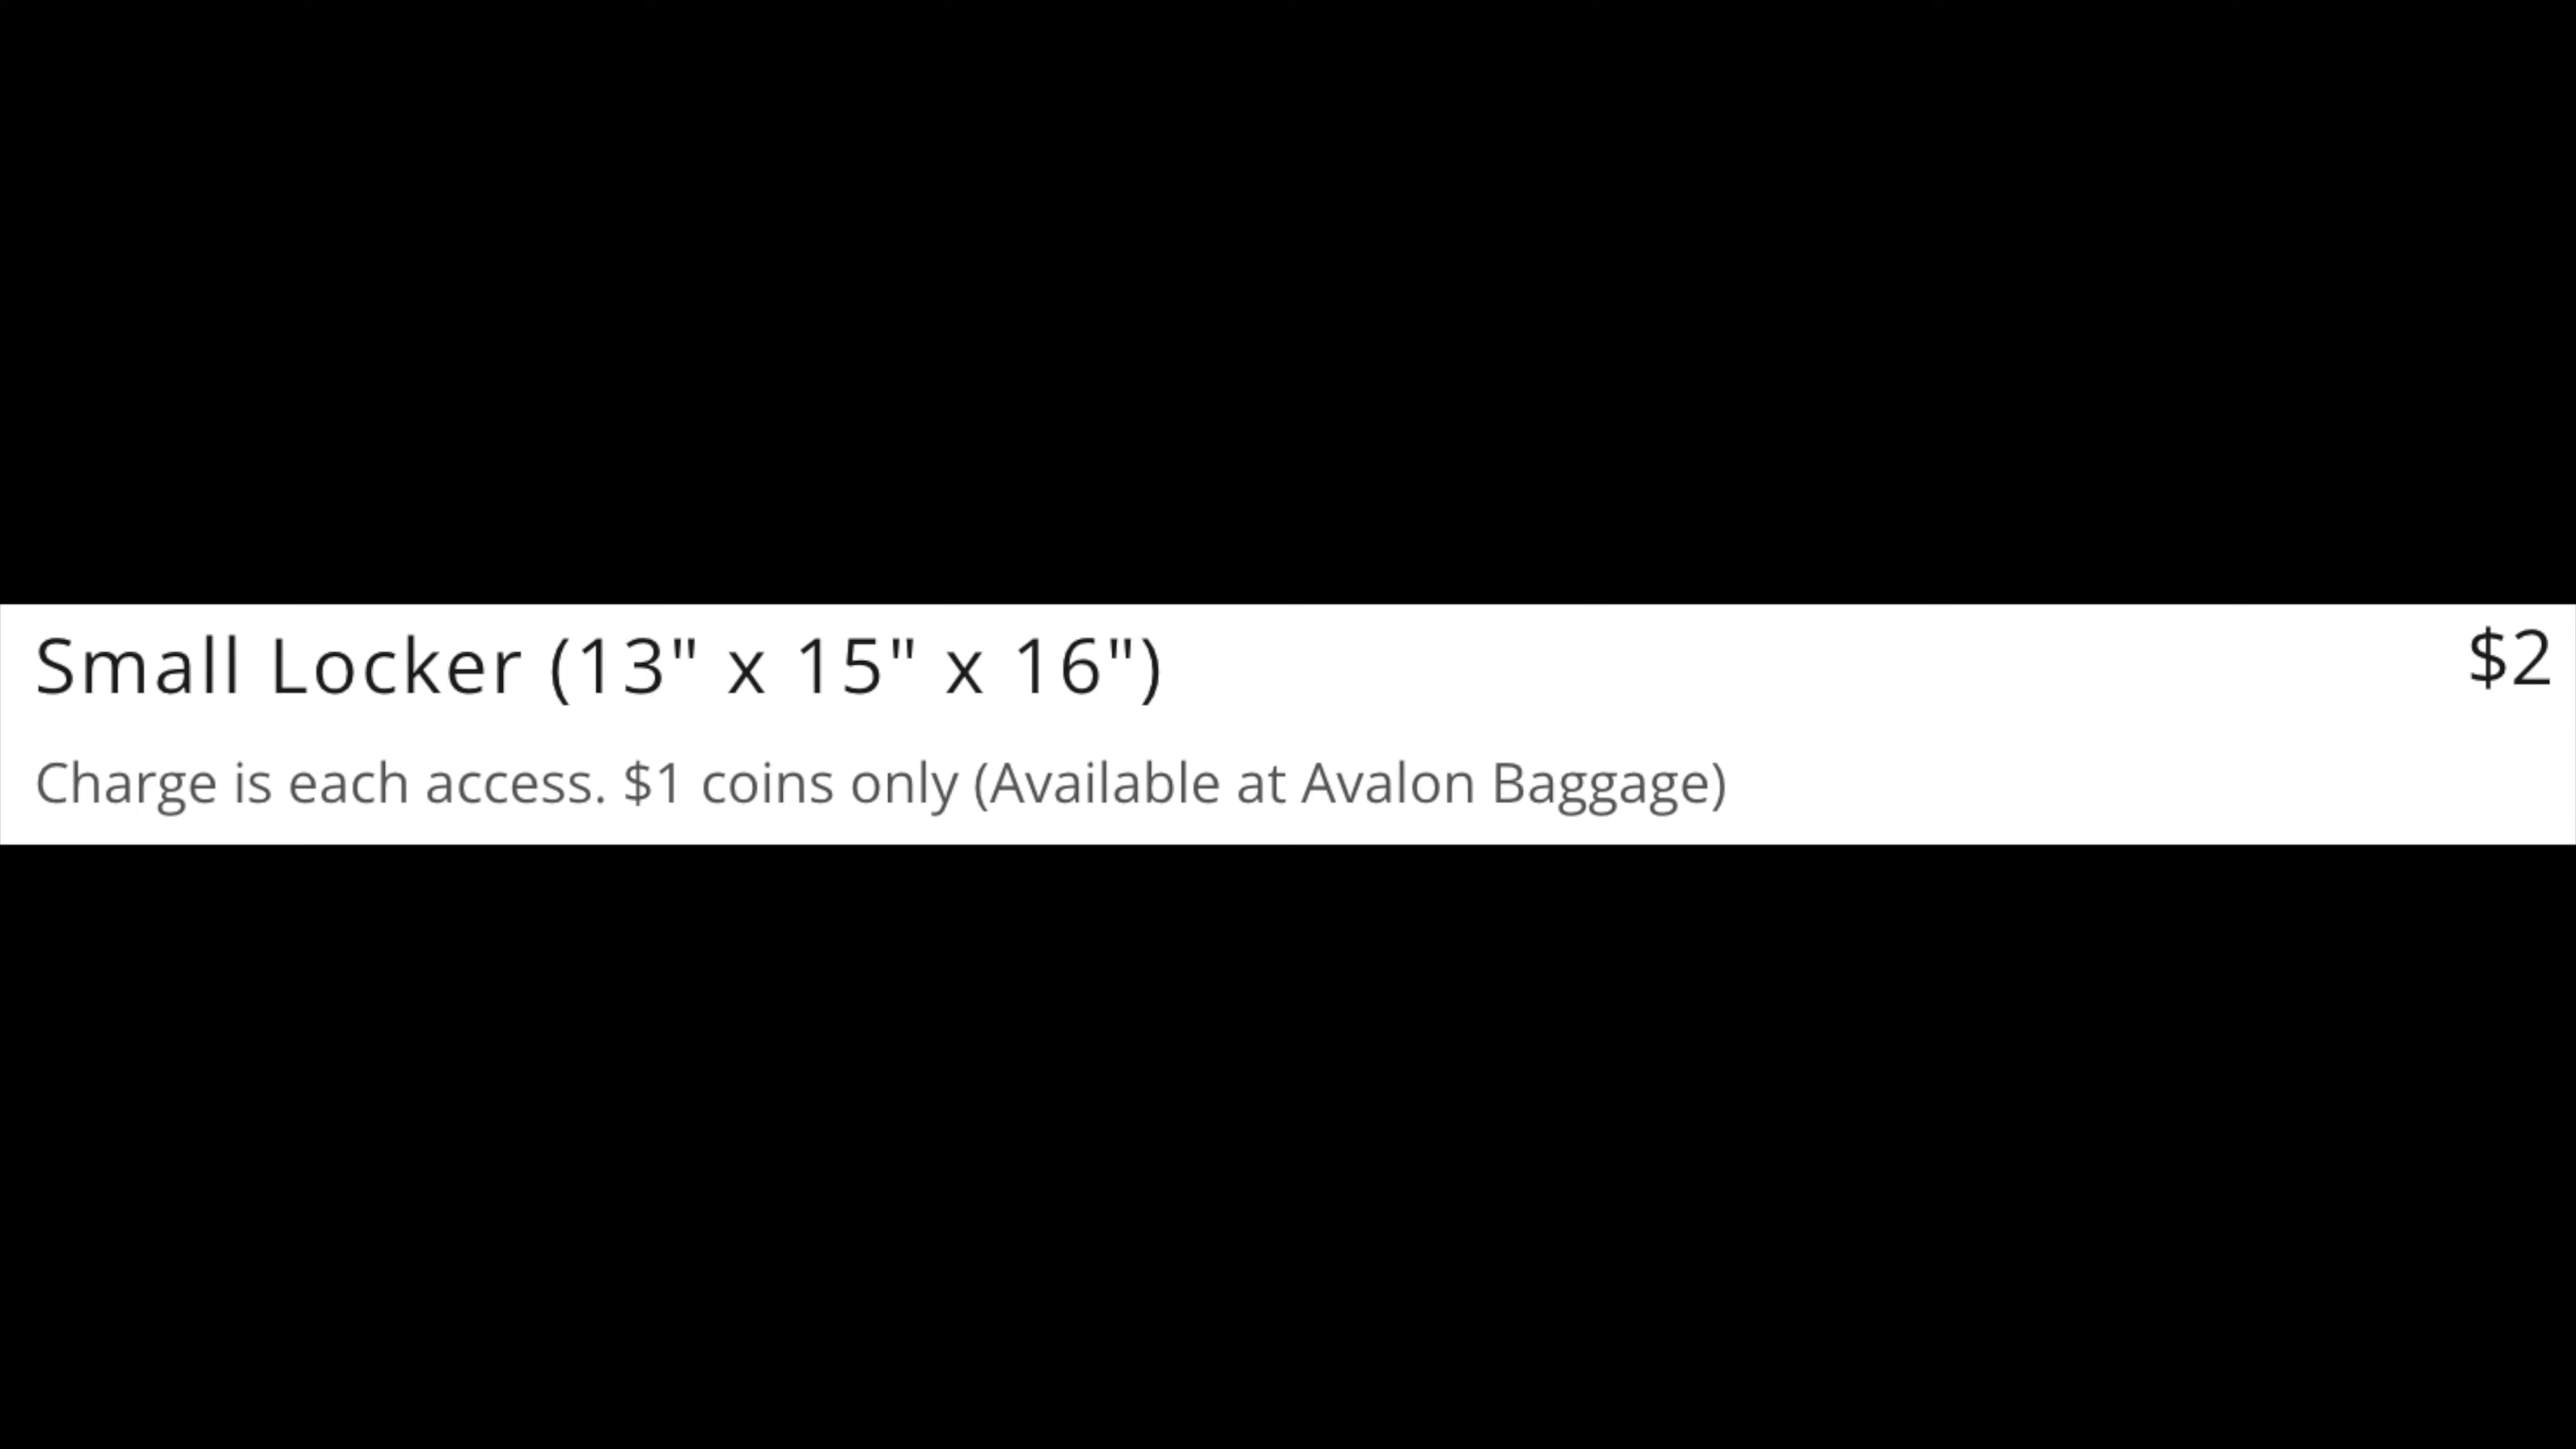 Small Locker (13" x 15" x 16") $2
Charge is each access. $1 coins only (Available at Avalon Baggage)